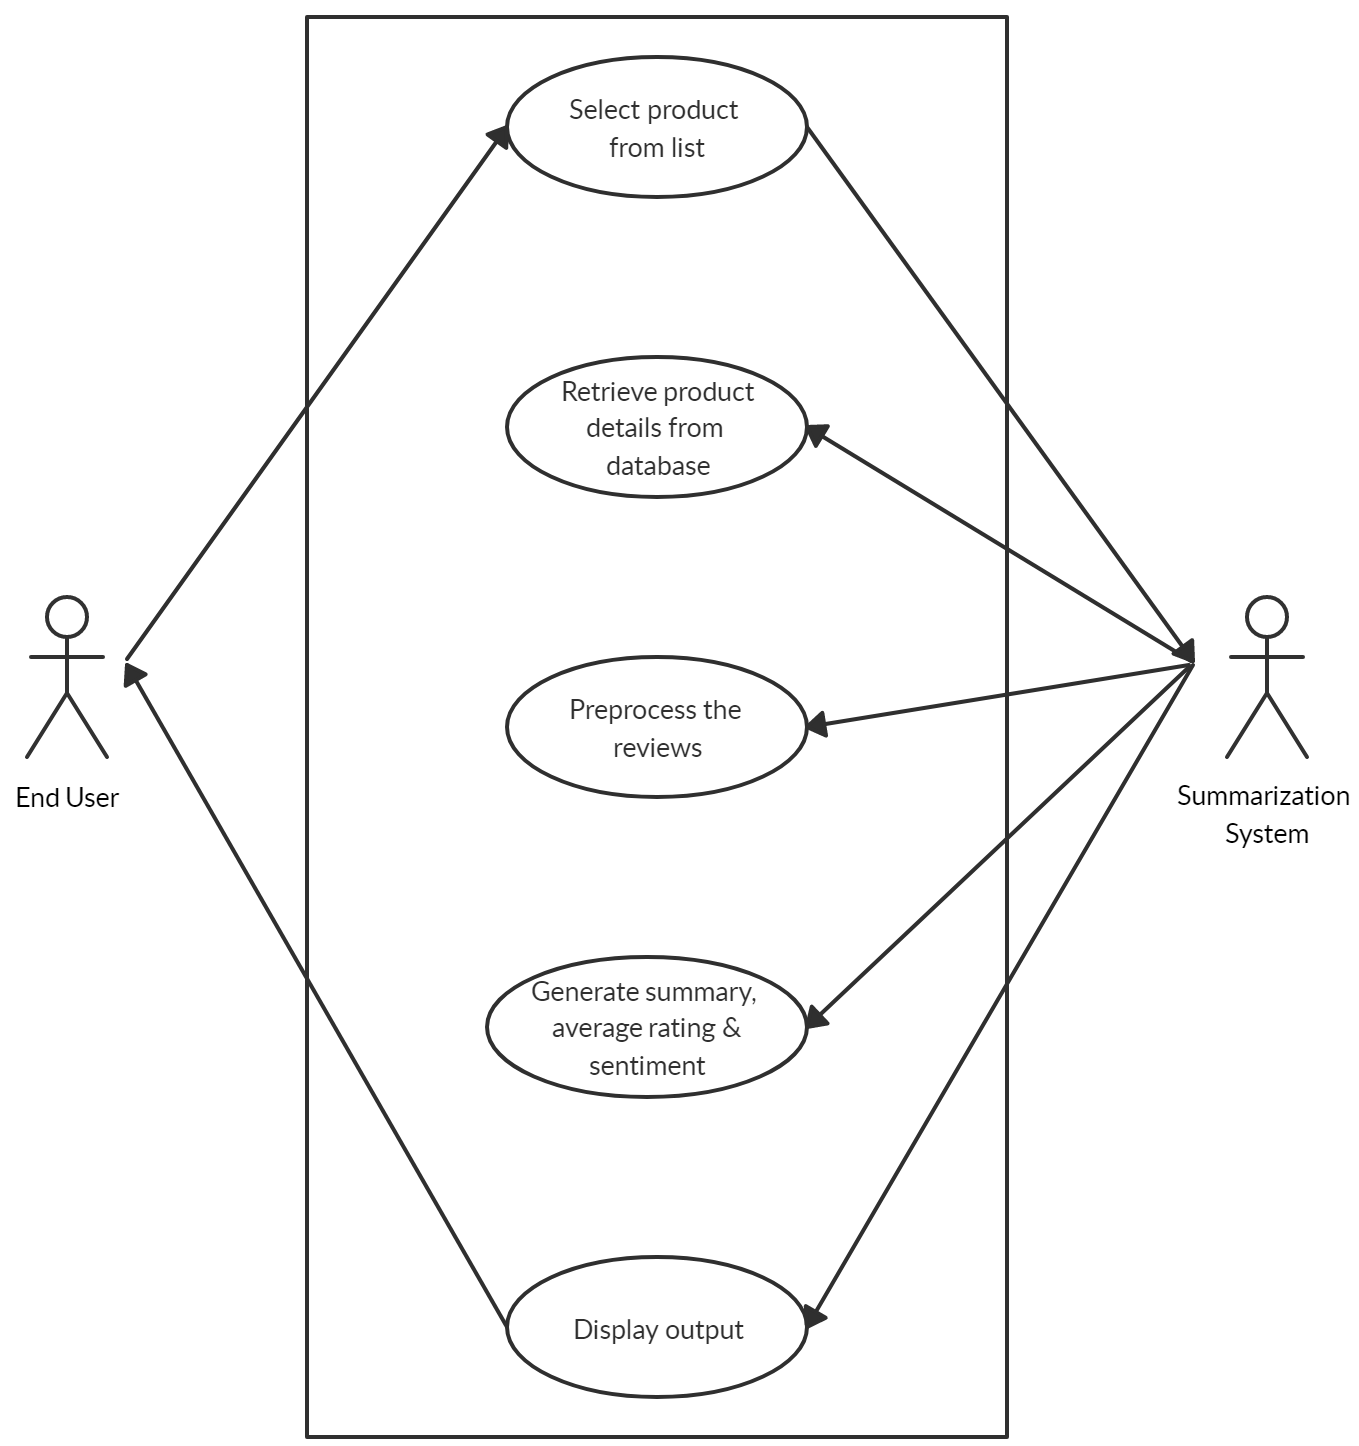 Select product
from list
Retrieve product
details from
database
Preprocess the
reviews
End User
Summarization
System
Generate summary,
average rating &
sentiment
Display output